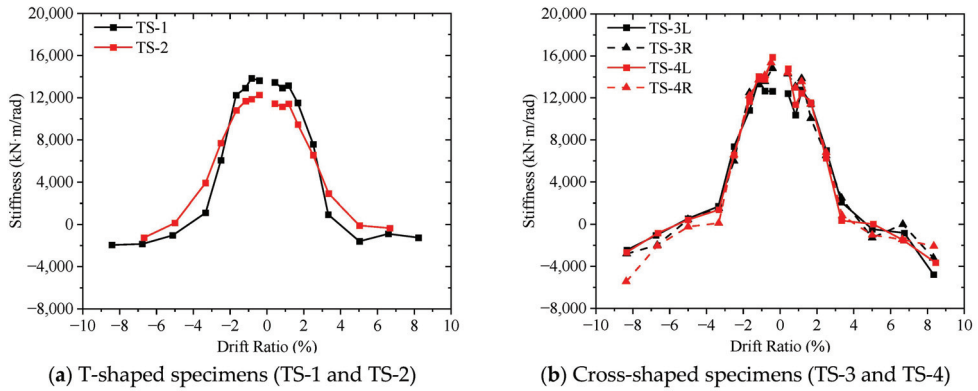 20,000
16,000
12,000
8,000
4,000
0
−4,000
−8,000
Stiffness (kN·m/rad)
TS-1
TS-2
−10 −8 −6 −4 −2 0 2 4 6 8 10
Drift Ratio (%)
(a) T-shaped specimens (TS-1 and TS-2)
20,000
16,000
12,000
8,000
4,000
0
−4,000
−8,000
Stiffness (kN·m/rad)
TS-3L
TS-3R
TS-4L
TS-4R
−10 −8 −6 −4 −2 0 2 4 6 8 10
Drift Ratio (%)
(b) Cross-shaped specimens (TS-3 and TS-4)